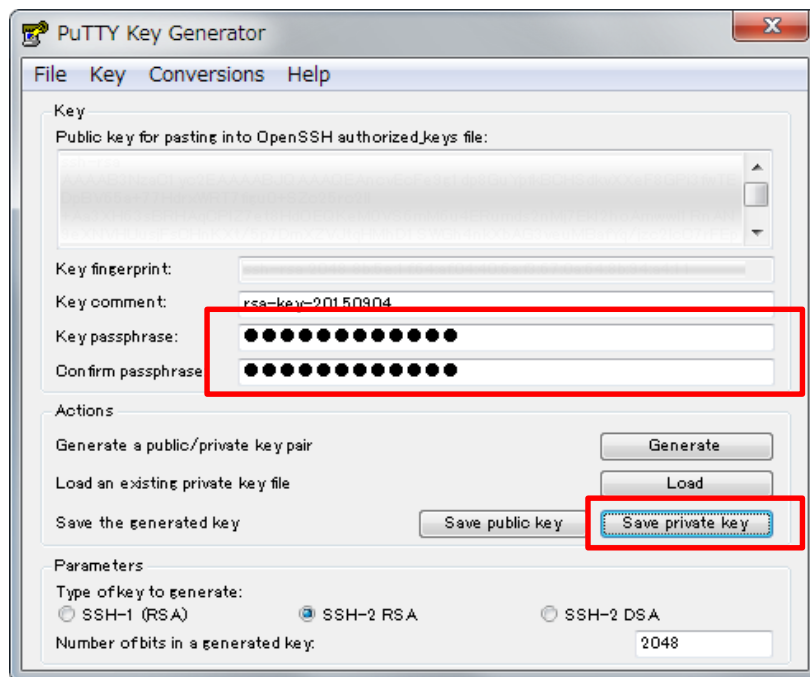 PuTTY Key Generator
File Key Conversions Help
Key
Public key for pasting into OpenSSH authorized_keys file:
Key fingerprint:
Key comment: rsa-key-20150904
Key passphrase: ●●●●●●●●●●●●
Confirm passphrase ●●●●●●●●●●●●
Actions
Generate a public/private key pair Generate
Load an existing private key file Load
Save the generated key Save public key Save private key
Parameters
Type of key to generate:
SSH-1 (RSA) SSH-2 RSA SSH-2 DSA
Number of bits in a generated key: 2048